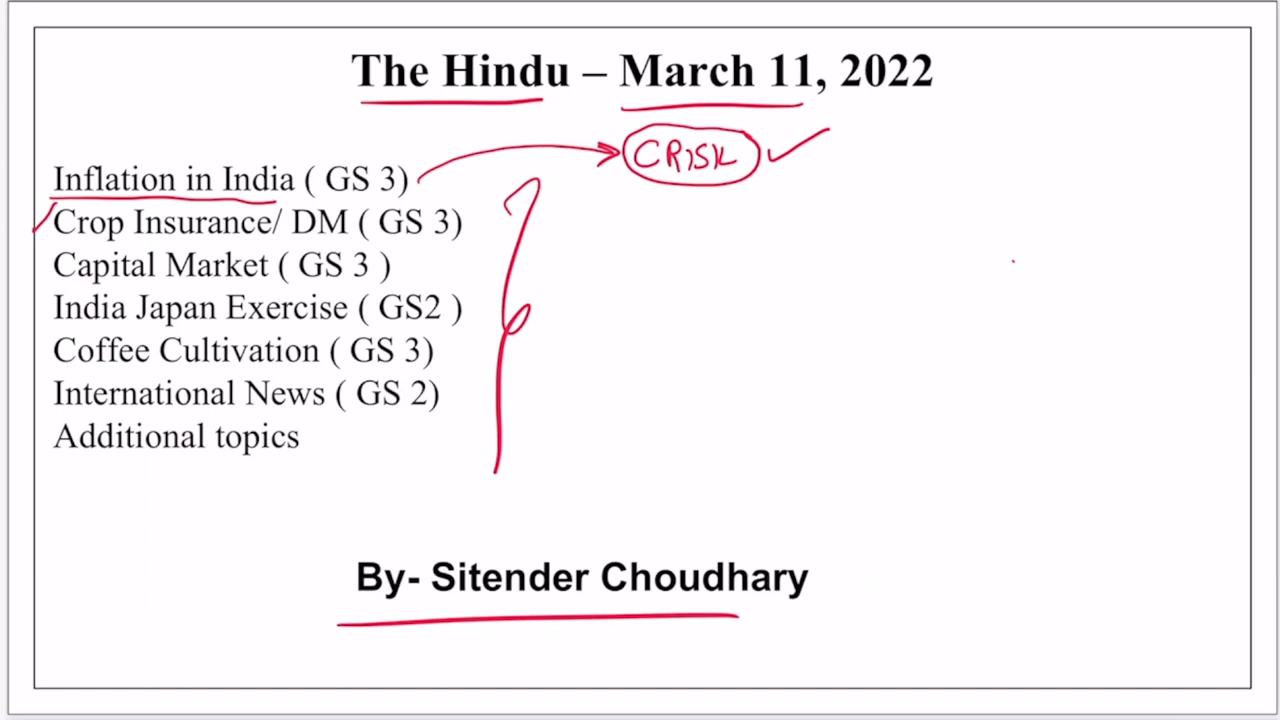 The Hindu – March 11, 2022
CRISK
Inflation in India ( GS 3)
Crop Insurance/ DM ( GS 3)
Capital Market ( GS 3 )
India Japan Exercise ( GS2 )
Coffee Cultivation ( GS 3)
International News ( GS 2)
Additional topics
By- Sitender Choudhary